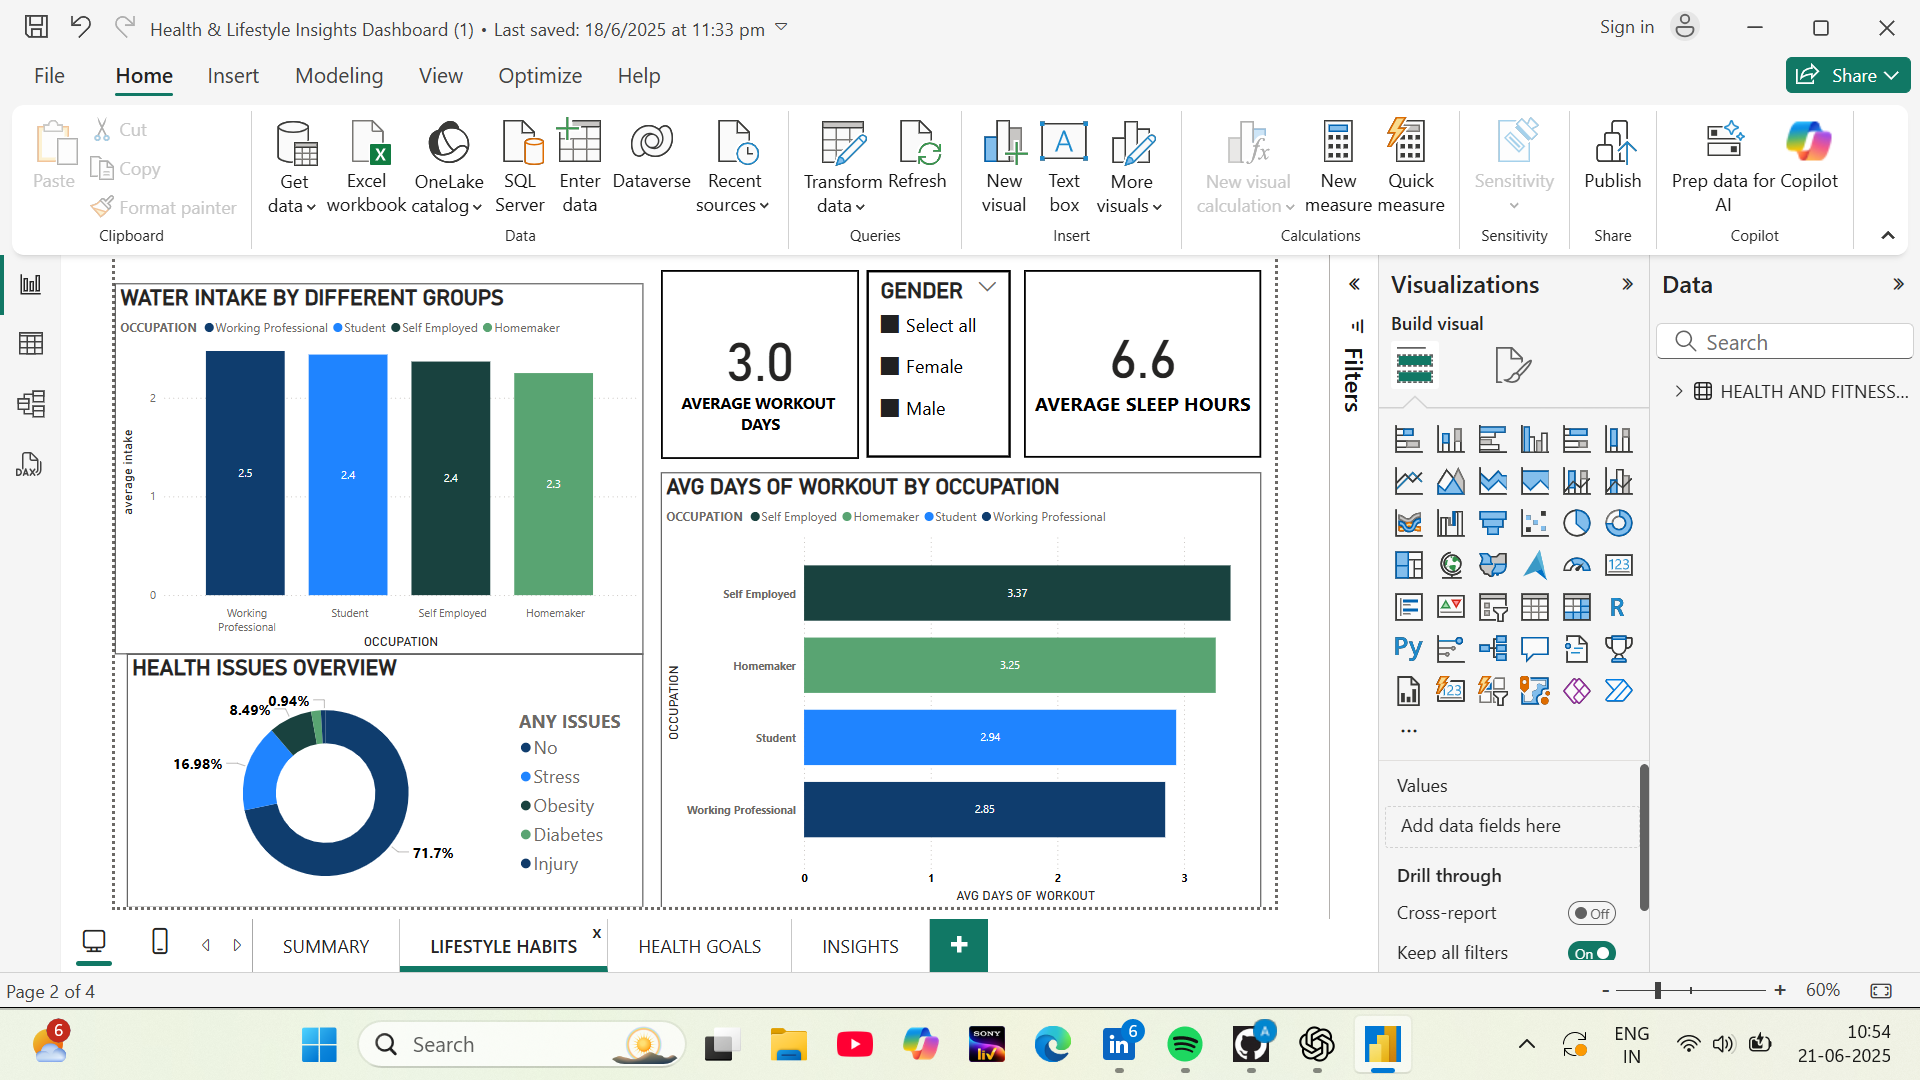 Health & Lifestyle Insights Dashboard (1) • Last saved: 18/6/2025 at 11:33 pm
Sign in
File Home Insert Modeling View Optimize Help
Share
Paste
Cut
Copy
Format painter
Clipboard
Get data
Excel workbook
OneLake catalog
SQL Server
Enter data
Dataverse
Recent sources
Data
Transform data
Refresh
Queries
New visual
Text box
More visuals
Insert
New visual calculation
New measure
Quick measure
Calculations
Sensitivity
Sensitivity
Publish
Share
Prep data for AI
Copilot
Copilot
WATER INTAKE BY DIFFERENT GROUPS
OCCUPATION Working Professional Student Self Employed Homemaker
average intake
2
1
0
2.5
2.4
2.4
2.3
Working Professional
Student
Self Employed
Homemaker
OCCUPATION
3.0
AVERAGE WORKOUT
DAYS
GENDER
Select all
Female
Male
6.6
AVERAGE SLEEP HOURS
AVG DAYS OF WORKOUT BY OCCUPATION
OCCUPATION Self Employed Homemaker Student Working Professional
OCCUPATION
Self Employed 3.37
Homemaker 3.25
Student 2.94
Working Professional 2.85
0 1 2 3
AVG DAYS OF WORKOUT
HEALTH ISSUES OVERVIEW
0.94%
8.49%
16.98%
71.7%
ANY ISSUES
No
Stress
Obesity
Diabetes
Injury
Filters
Visualizations
Build visual
123
R
Py
123
...
Values
Add data fields here
Drill through
Cross-report Off
Keep all filters On
Data
Search
HEALTH AND FITNESS...
DAX
SUMMARY LIFESTYLE HABITS x HEALTH GOALS INSIGHTS +
Page 2 of 4
- + 60%
6
Search
SONY
liv
in
6
A
ENG
IN
10:54
21-06-2025